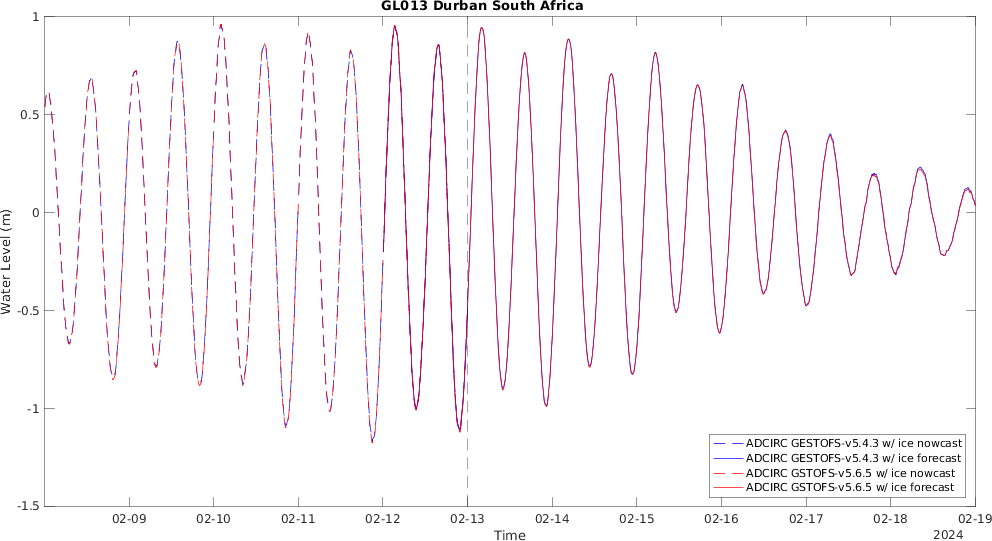 GL013 Durban South Africa
1
0.5
0
-0.5
-1
-1.5
Water Level (m)
ADCIRC GESTOFS-v5.4.3 w/ ice nowcast
ADCIRC GESTOFS-v5.4.3 w/ ice forecast
ADCIRC GSTOFS-v5.6.5 w/ ice nowcast
ADCIRC GSTOFS-v5.6.5 w/ ice forecast
02-09 02-10 02-11 02-12 02-13 02-14 02-15 02-16 02-17 02-18 02-19
Time
2024